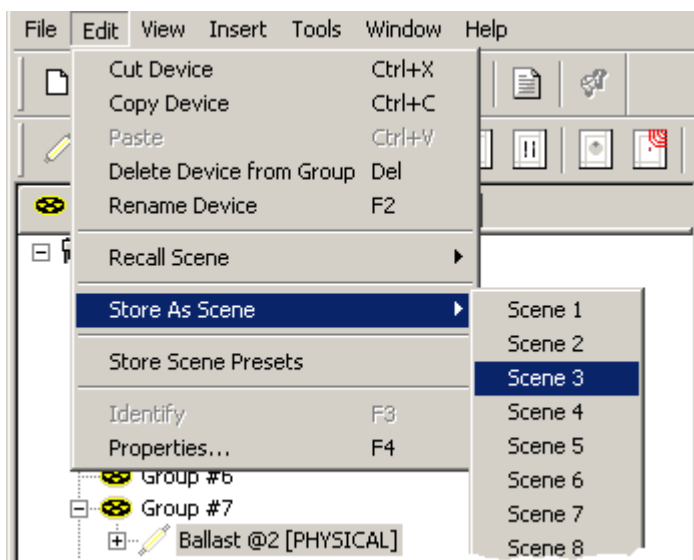 File Edit View Insert Tools Window Help
Cut Device Ctrl+X
Copy Device Ctrl+C
Paste Ctrl+V
Delete Device from Group Del
Rename Device F2
Recall Scene
Store As Scene
Scene 1
Scene 2
Scene 3
Scene 4
Scene 5
Scene 6
Scene 7
Scene 8
Store Scene Presets
Identify F3
Properties... F4
Group #6
Group #7
Ballast @2 [PHYSICAL]